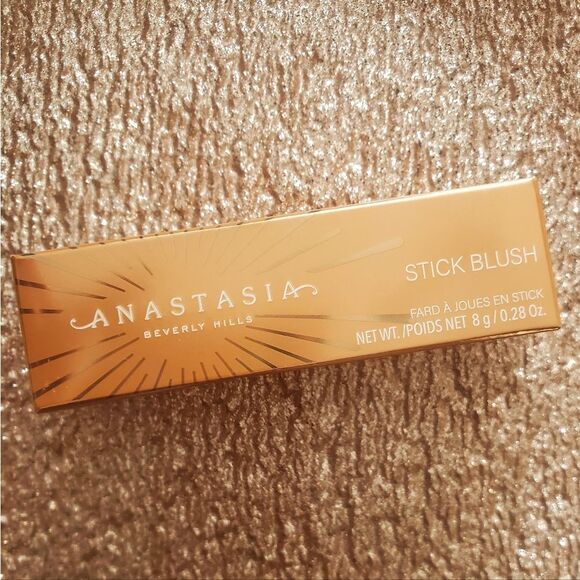 ANASTASIA
BEVERLY HILLS
STICK BLUSH
FARD À JOUES EN STICK
NET WT. /POIDS NET 8 g / 0.28 Oz.